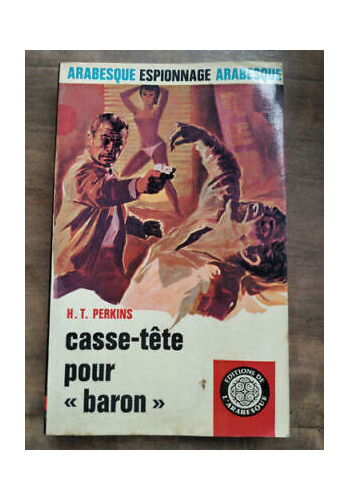 ARABESQUE ESPIONNAGE ARABESQUE
H. T. PERKINS
casse-tête
pour
« baron »
EDITIONS DE
L'ARABESQUE